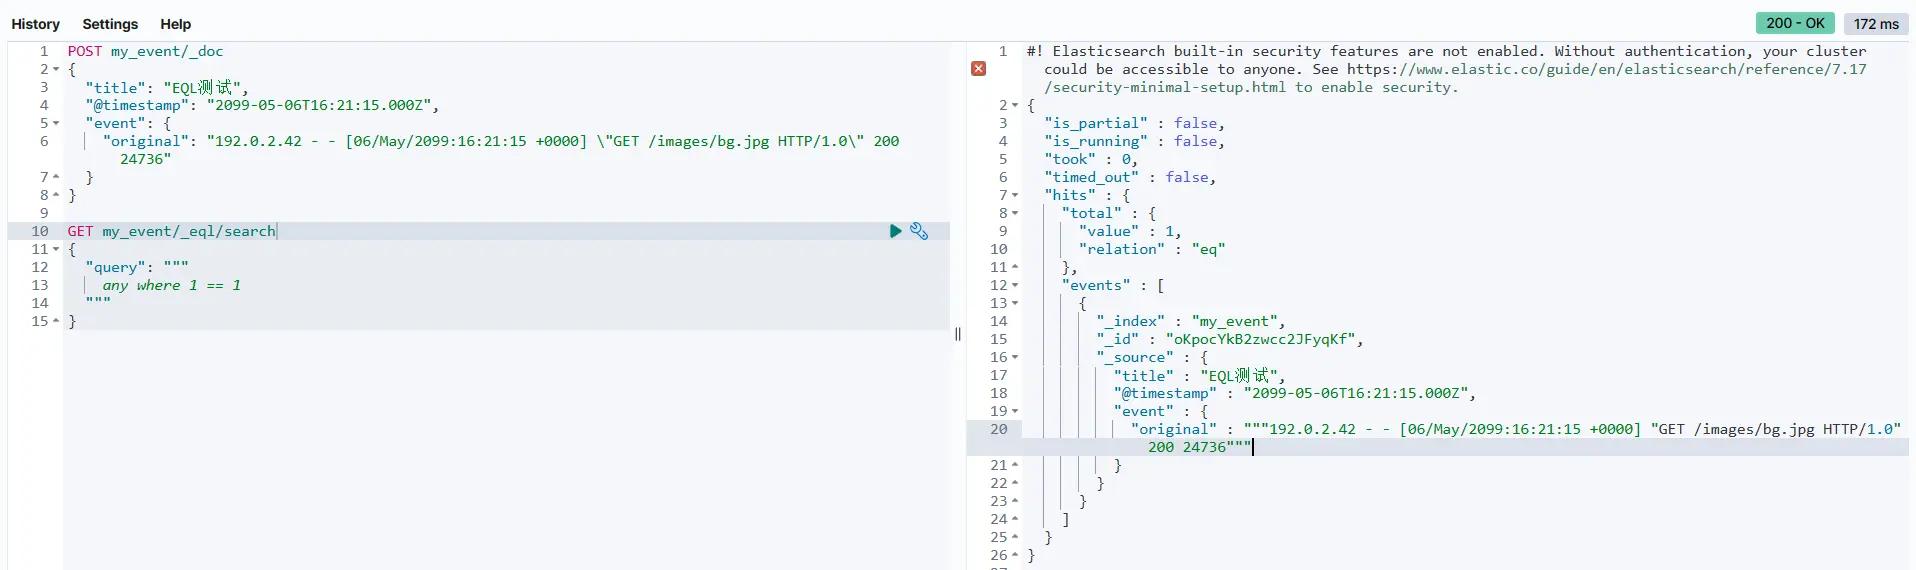 History Settings Help
200 - OK 172 ms
1 POST my_event/_doc
2 {
3 "title": "EQL测试",
4 "@timestamp": "2099-05-06T16:21:15.000Z",
5 "event": {
6 "original": "192.0.2.42 - - [06/May/2099:16:21:15 +0000] \"GET /images/bg.jpg HTTP/1.0\" 200
24736"
7 }
8 }
9
10 GET my_event/_eql/search
11 {
12 "query": """
13 any where 1 == 1
14 """
15 }
1 #! Elasticsearch built-in security features are not enabled. Without authentication, your cluster
could be accessible to anyone. See https://www.elastic.co/guide/en/elasticsearch/reference/7.17
/security-minimal-setup.html to enable security.
2 {
3 "is_partial" : false,
4 "is_running" : false,
5 "took" : 0,
6 "timed_out" : false,
7 "hits" : {
8 "total" : {
9 "value" : 1,
10 "relation" : "eq"
11 },
12 "events" : [
13 {
14 "_index" : "my_event",
15 "_id" : "oKpocYkB2zwcc2JFyqKf",
16 "_source" : {
17 "title" : "EQL测试",
18 "@timestamp" : "2099-05-06T16:21:15.000Z",
19 "event" : {
20 "original" : """192.0.2.42 - - [06/May/2099:16:21:15 +0000] "GET /images/bg.jpg HTTP/1.0"
200 24736"""
21 }
22 }
23 }
24 ]
25 }
26 }